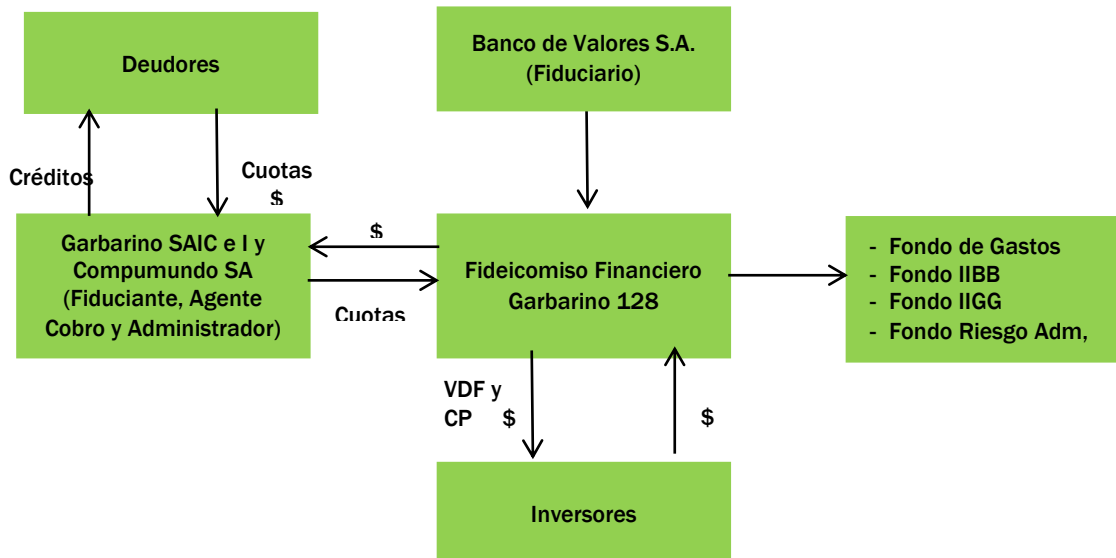 Deudores
Banco de Valores S.A.
(Fiduciario)
Créditos
Cuotas
$
Garbarino SAIC e I y
Compumundo SA
(Fiduciante, Agente
Cobro y Administrador)
$
Cuotas
Fideicomiso Financiero
Garbarino 128
- Fondo de Gastos
- Fondo IIBB
- Fondo IIGG
- Fondo Riesgo Adm,
VDF y
CP $
$
Inversores